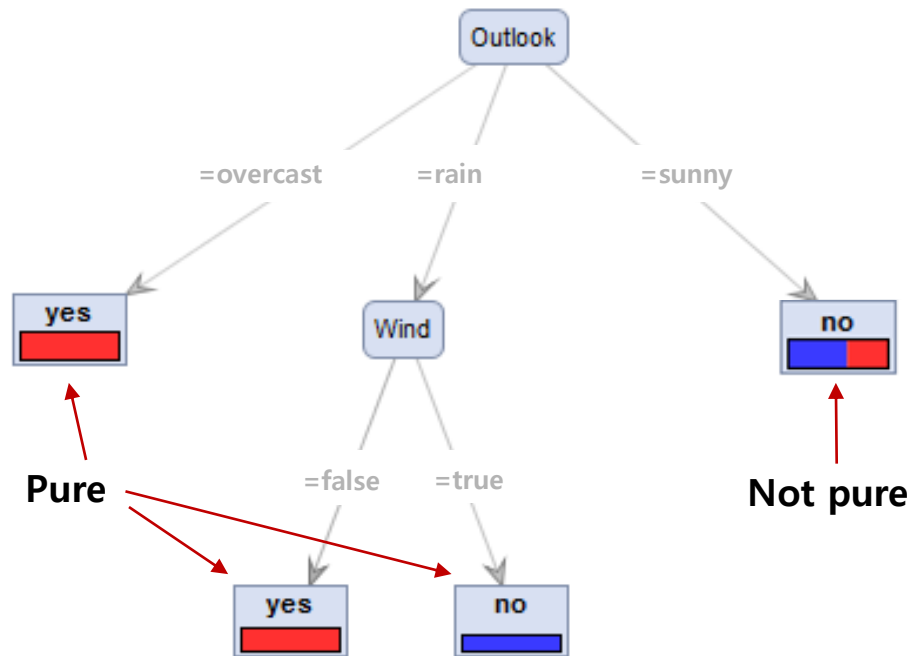 Outlook
=overcast
=rain
=sunny
yes
Wind
no
=false
=true
Pure
Not pure
yes
no